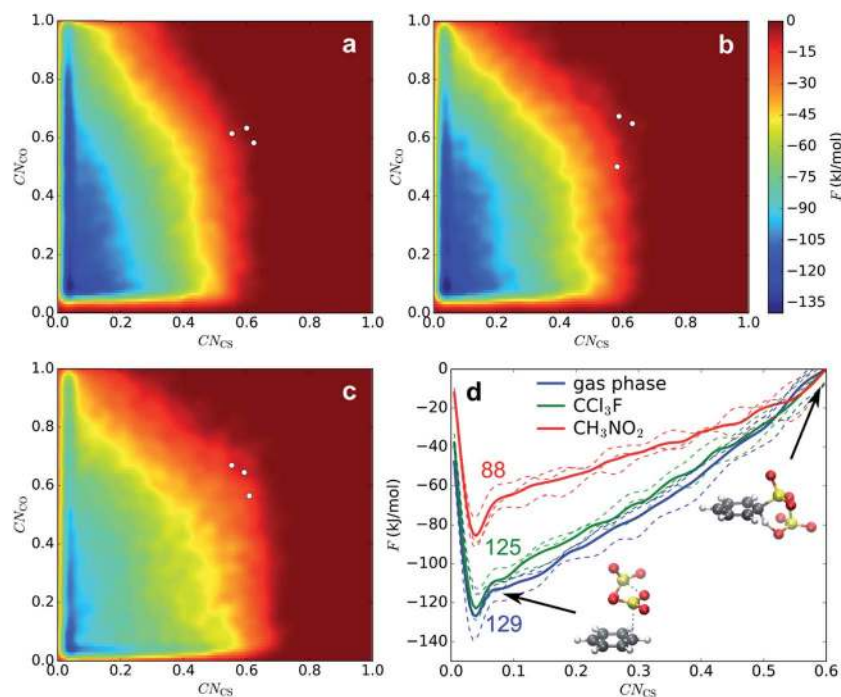 a
1.0
0.8
0.6
0.4
0.2
0.0
CN_CO
0.0 0.2 0.4 0.6 0.8 1.0
CN_CS
b
1.0
0.8
0.6
0.4
0.2
0.0
CN_CO
0.0 0.2 0.4 0.6 0.8 1.0
CN_CS
0
−15
−30
−45
−60
−75
−90
−105
−120
−135
F (kJ/mol)
c
1.0
0.8
0.6
0.4
0.2
0.0
CN_CO
0.0 0.2 0.4 0.6 0.8 1.0
CN_CS
d
gas phase
CCl₃F
CH₃NO₂
0
−20
−40
−60
−80
−100
−120
−140
F (kJ/mol)
88
125
129
0.0 0.1 0.2 0.3 0.4 0.5 0.6
CN_CS